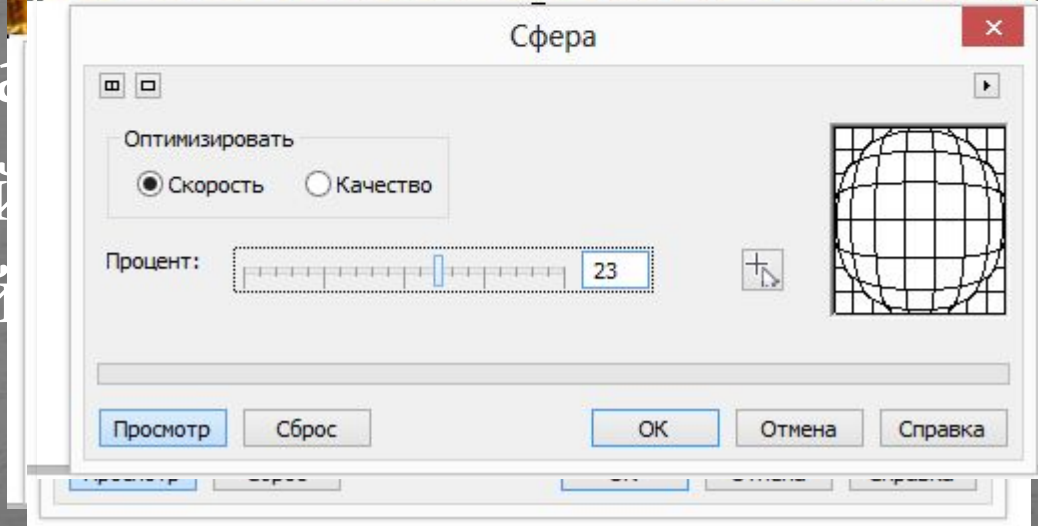 Сфера
Оптимизировать
Скорость Качество
Процент: 23
Просмотр Сброс OK Отмена Справка